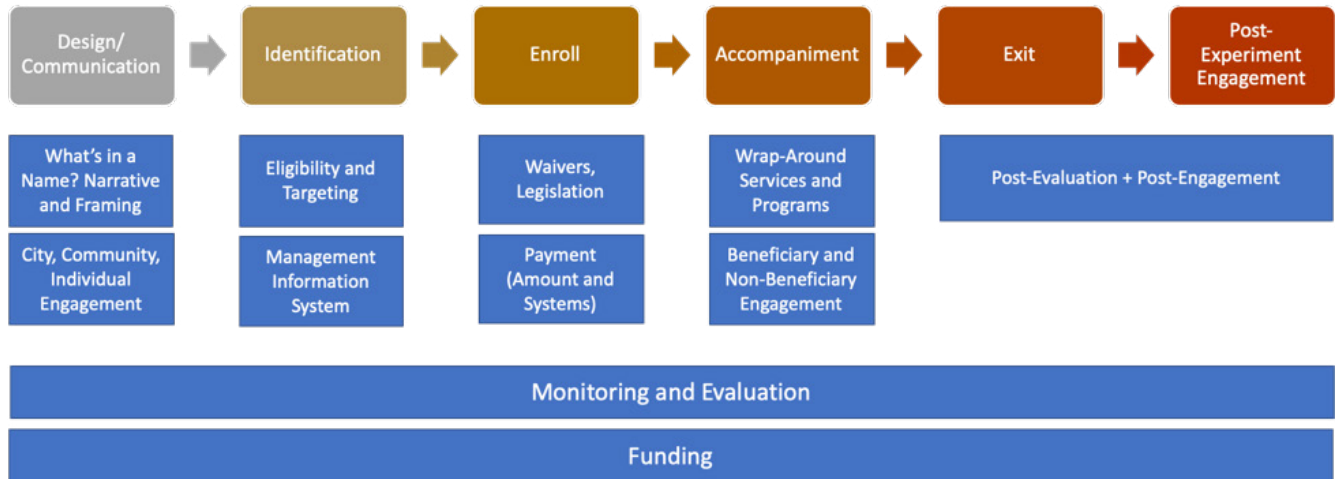 Design/
Communication
Identification
Enroll
Accompaniment
Exit
Post-
Experiment
Engagement
What's in a
Name? Narrative
and Framing
Eligibility and
Targeting
Waivers,
Legislation
Wrap-Around
Services and
Programs
Post-Evaluation + Post-Engagement
City, Community,
Individual
Engagement
Management
Information
System
Payment
(Amount and
Systems)
Beneficiary and
Non-Beneficiary
Engagement
Monitoring and Evaluation
Funding